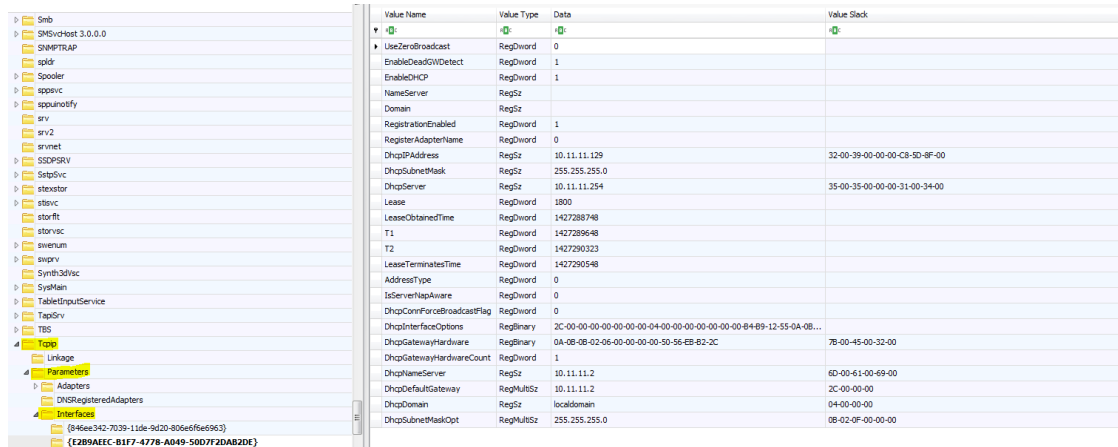 Smb
SMSvcHost 3.0.0.0
SNMPTRAP
spldr
Spooler
sppsvc
sppuinotify
srv
srv2
srvnet
SSDPSRV
SstpSvc
stexstor
stisvc
storflt
storvsc
swenum
swprv
Synth3dVsc
SysMain
TabletInputService
TapiSrv
TBS
Tcpip
Linkage
Parameters
Adapters
DNSRegisteredAdapters
Interfaces
{846ee342-7039-11de-9d20-806e6f6e6963}
{E2B9AEEC-B1F7-4778-A049-50D7F2DAB2DE}
Value Name Value Type Data Value Slack
UseZeroBroadcast RegDword 0
EnableDeadGWDetect RegDword 1
EnableDHCP RegDword 1
NameServer RegSz
Domain RegSz
RegistrationEnabled RegDword 1
RegisterAdapterName RegDword 0
DhcpIPAddress RegSz 10.11.11.129 32-00-39-00-00-00-C8-5D-8F-00
DhcpSubnetMask RegSz 255.255.255.0
DhcpServer RegSz 10.11.11.254 35-00-35-00-00-00-31-00-34-00
Lease RegDword 1800
LeaseObtainedTime RegDword 1427288748
T1 RegDword 1427289648
T2 RegDword 1427290323
LeaseTerminatesTime RegDword 1427290548
AddressType RegDword 0
IsServerNapAware RegDword 0
DhcpConnForceBroadcastFlag RegDword 0
DhcpInterfaceOptions RegBinary 2C-00-00-00-00-00-00-00-04-00-00-00-00-00-00-00-B4-B9-12-55-0A-0B...
DhcpGatewayHardware RegBinary 0A-0B-0B-02-06-00-00-00-00-50-56-EB-B2-2C 7B-00-45-00-32-00
DhcpGatewayHardwareCount RegDword 1
DhcpNameServer RegSz 10.11.11.2 6D-00-61-00-69-00
DhcpDefaultGateway RegMultiSz 10.11.11.2 2C-00-00-00
DhcpDomain RegSz localdomain 04-00-00-00
DhcpSubnetMaskOpt RegMultiSz 255.255.255.0 0B-02-0F-00-00-00